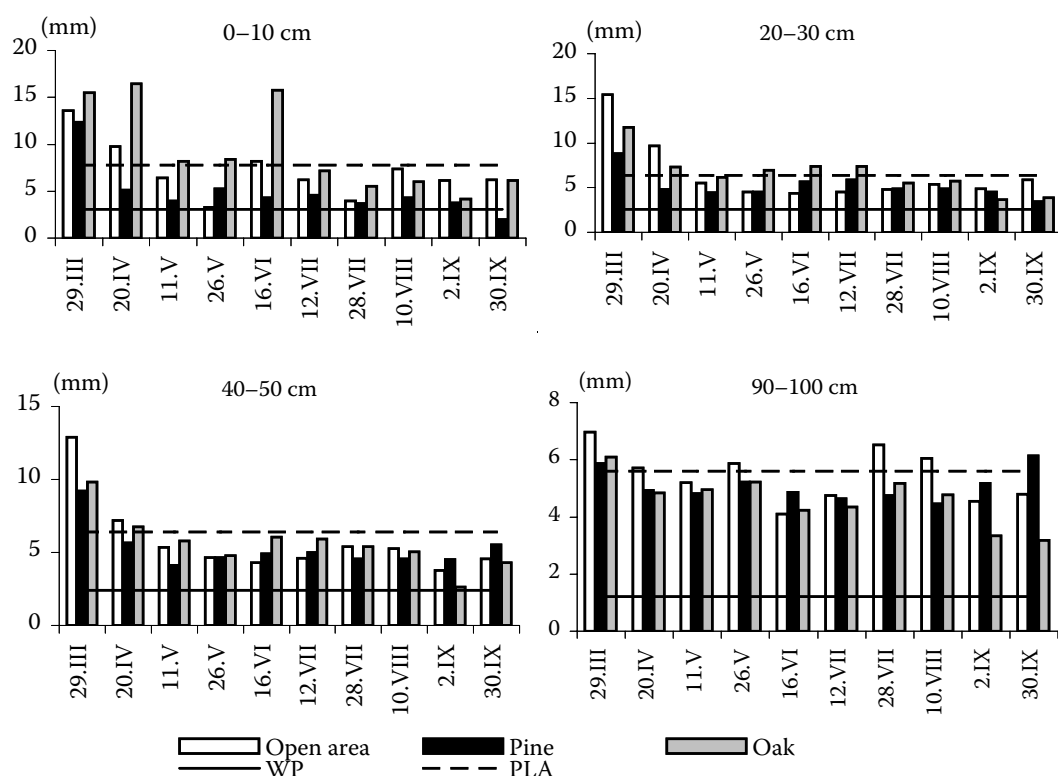 (mm)
0–10 cm
20
15
10
5
0
29.III
20.IV
11.V
26.V
16.VI
12.VII
28.VII
10.VIII
2.IX
30.IX
(mm)
20–30 cm
20
15
10
5
0
29.III
20.IV
11.V
26.V
16.VI
12.VII
28.VII
10.VIII
2.IX
30.IX
(mm)
40–50 cm
15
10
5
0
29.III
20.IV
11.V
26.V
16.VI
12.VII
28.VII
10.VIII
2.IX
30.IX
(mm)
90–100 cm
8
6
4
2
0
29.III
20.IV
11.V
26.V
16.VI
12.VII
28.VII
10.VIII
2.IX
30.IX
Open area Pine Oak
WP PLA